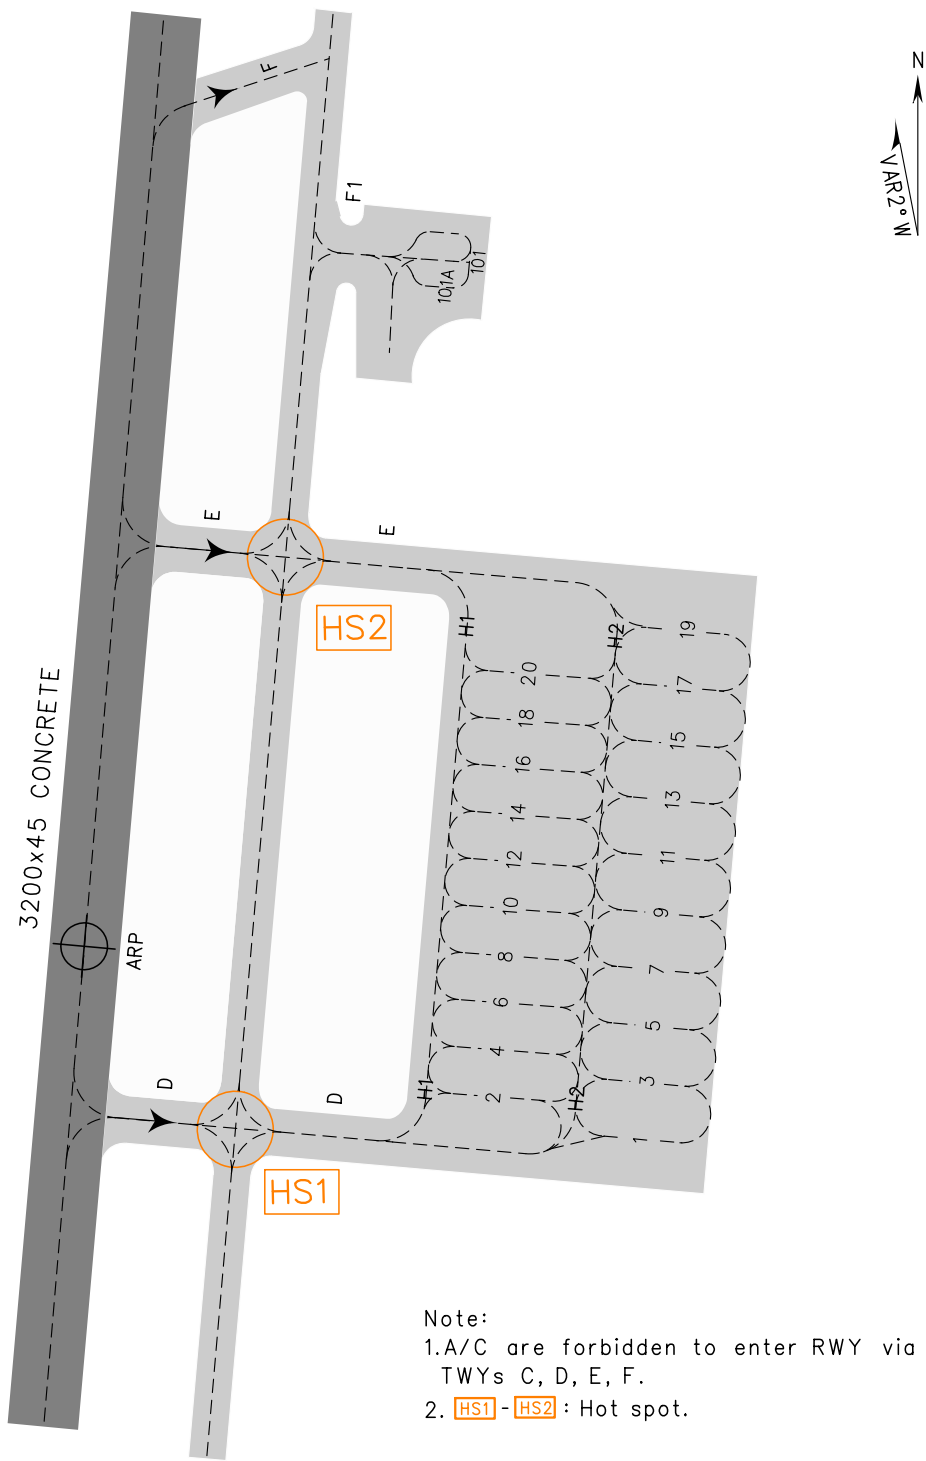 N
VAR2°W
F
F1
101A
101
E
E
HS2
H1
H2
19
20
17
18
15
16
13
14
11
12
9
10
7
8
5
6
3
4
1
2
3200x45 CONCRETE
ARP
D
D
H1
H2
HS1
Note:
1.A/C are forbidden to enter RWY via
TWYs C, D, E, F.
2. HS1 - HS2 : Hot spot.